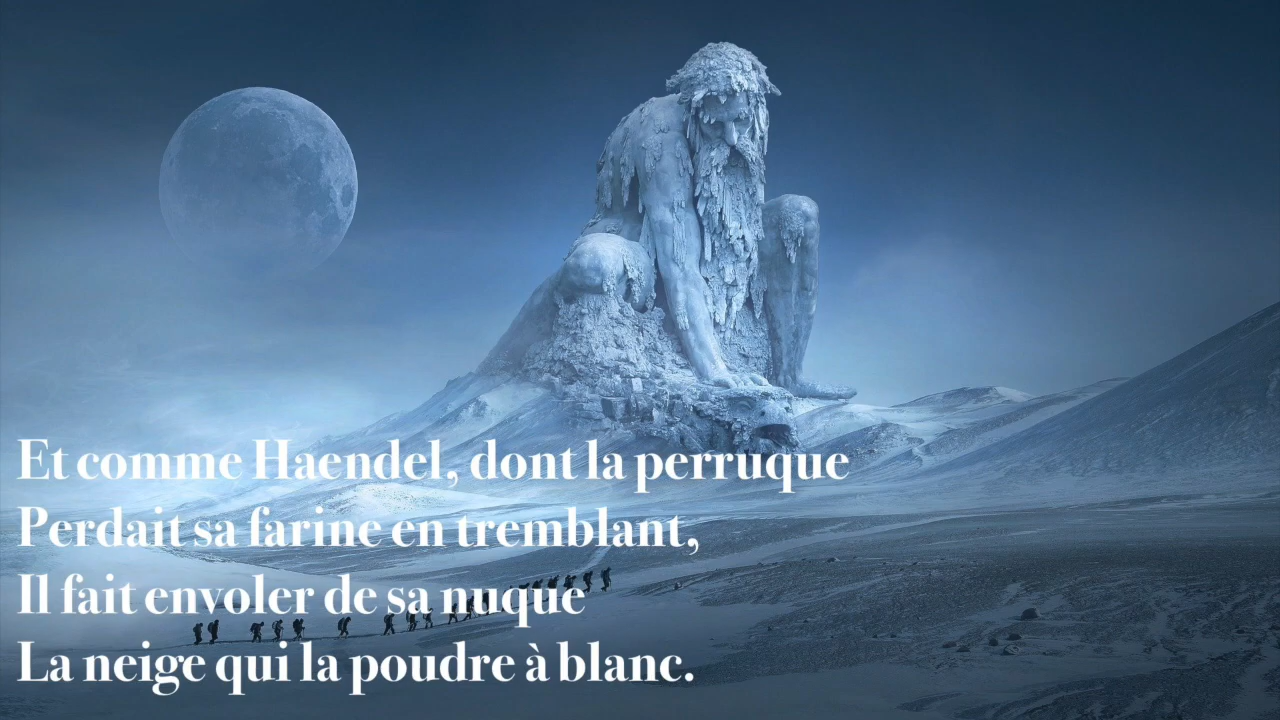 Et comme Haendel, dont la perruque
Perdait sa farine en tremblant,
Il fait envoler de sa nuque
La neige qui la poudre à blanc.